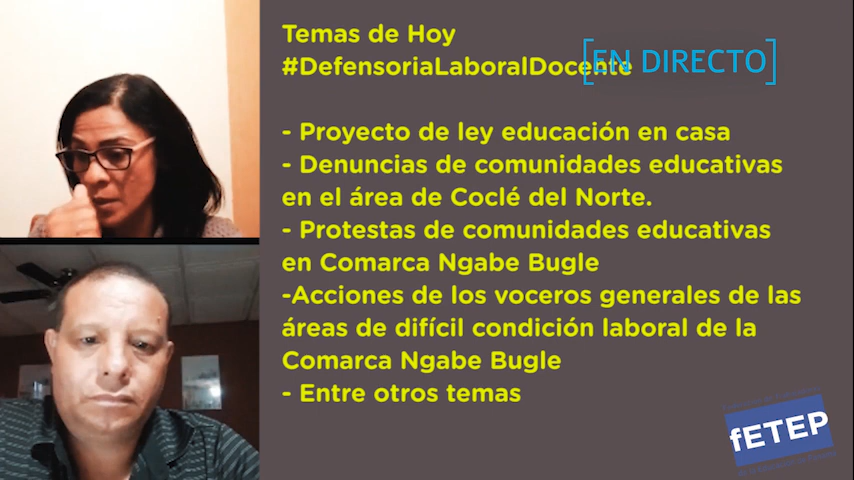 Temas de Hoy
#DefensoriaLaboralDocente
[EN DIRECTO]
- Proyecto de ley educación en casa
- Denuncias de comunidades educativas
en el área de Coclé del Norte.
- Protestas de comunidades educativas
en Comarca Ngabe Bugle
-Acciones de los voceros generales de las
áreas de difícil condición laboral de la
Comarca Ngabe Bugle
- Entre otros temas
fETEP